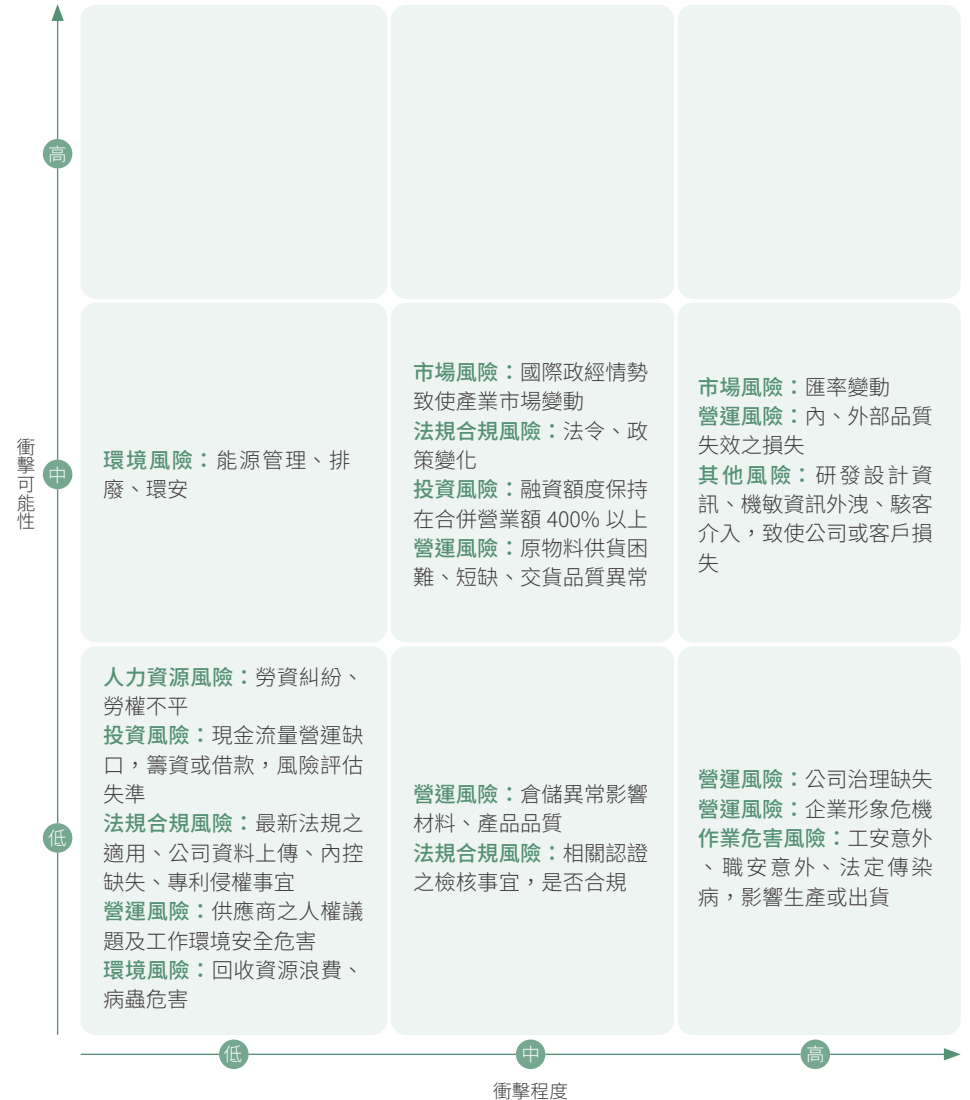 高
環境風險：能源管理、排
廢、環安
市場風險：國際政經情勢
致使產業市場變動
法規合規風險：法令、政
策變化
投資風險：融資額度保持
在合併營業額 400% 以上
營運風險：原物料供貨困
難、短缺、交貨品質異常
市場風險：匯率變動
營運風險：內、外部品質
失效之損失
其他風險：研發設計資
訊、機敏資訊外洩、駭客
介入，致使公司或客戶損
失
衝擊可能性
中
人力資源風險：勞資糾紛、
勞權不平
投資風險：現金流量營運缺
口，籌資或借款，風險評估
失準
法規合規風險：最新法規之
適用、公司資料上傳、內控
缺失、專利侵權事宜
營運風險：供應商之人權議
題及工作環境安全危害
環境風險：回收資源浪費、
病蟲危害
營運風險：倉儲異常影響
材料、產品品質
法規合規風險：相關認證
之檢核事宜，是否合規
營運風險：公司治理缺失
營運風險：企業形象危機
作業危害風險：工安意外
、職安意外、法定傳染
病，影響生產或出貨
低
低
中
高
衝擊程度